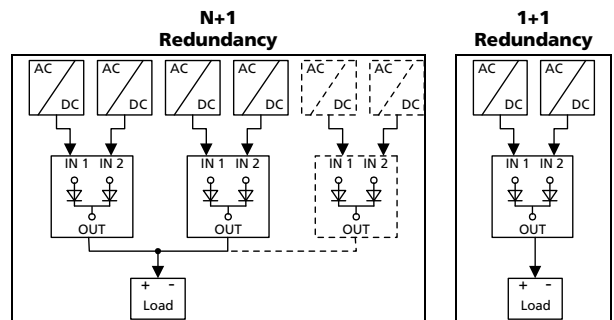 N+1
Redundancy
1+1
Redundancy
AC
DC
AC
DC
AC
DC
AC
DC
AC
DC
AC
DC
AC
DC
AC
DC
IN 1 IN 2
IN 1 IN 2
IN 1 IN 2
IN 1 IN 2
OUT
OUT
OUT
OUT
+ -
Load
+ -
Load